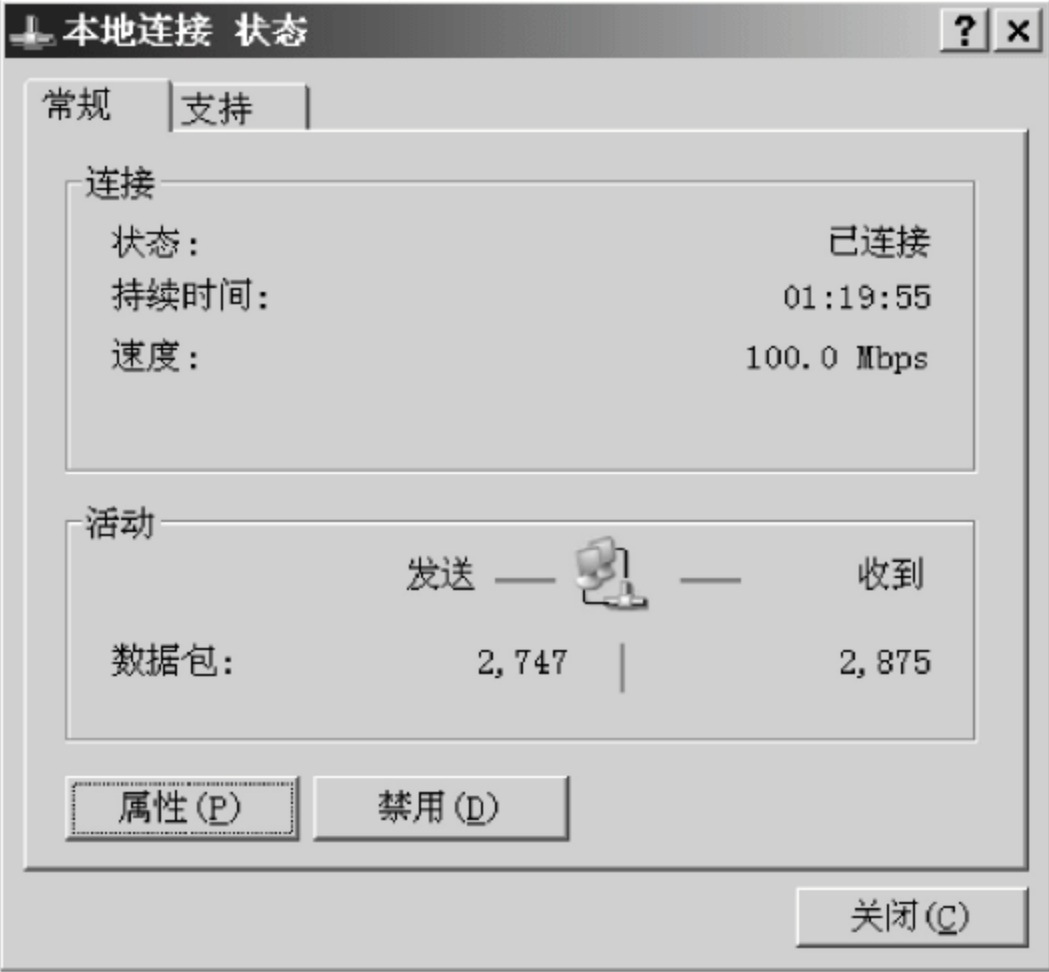 本地连接 状态
常规 支持
连接
状态: 已连接
持续时间: 01:19:55
速度: 100.0 Mbps
活动
发送 收到
数据包: 2,747 2,875
属性(P) 禁用(D)
关闭(C)